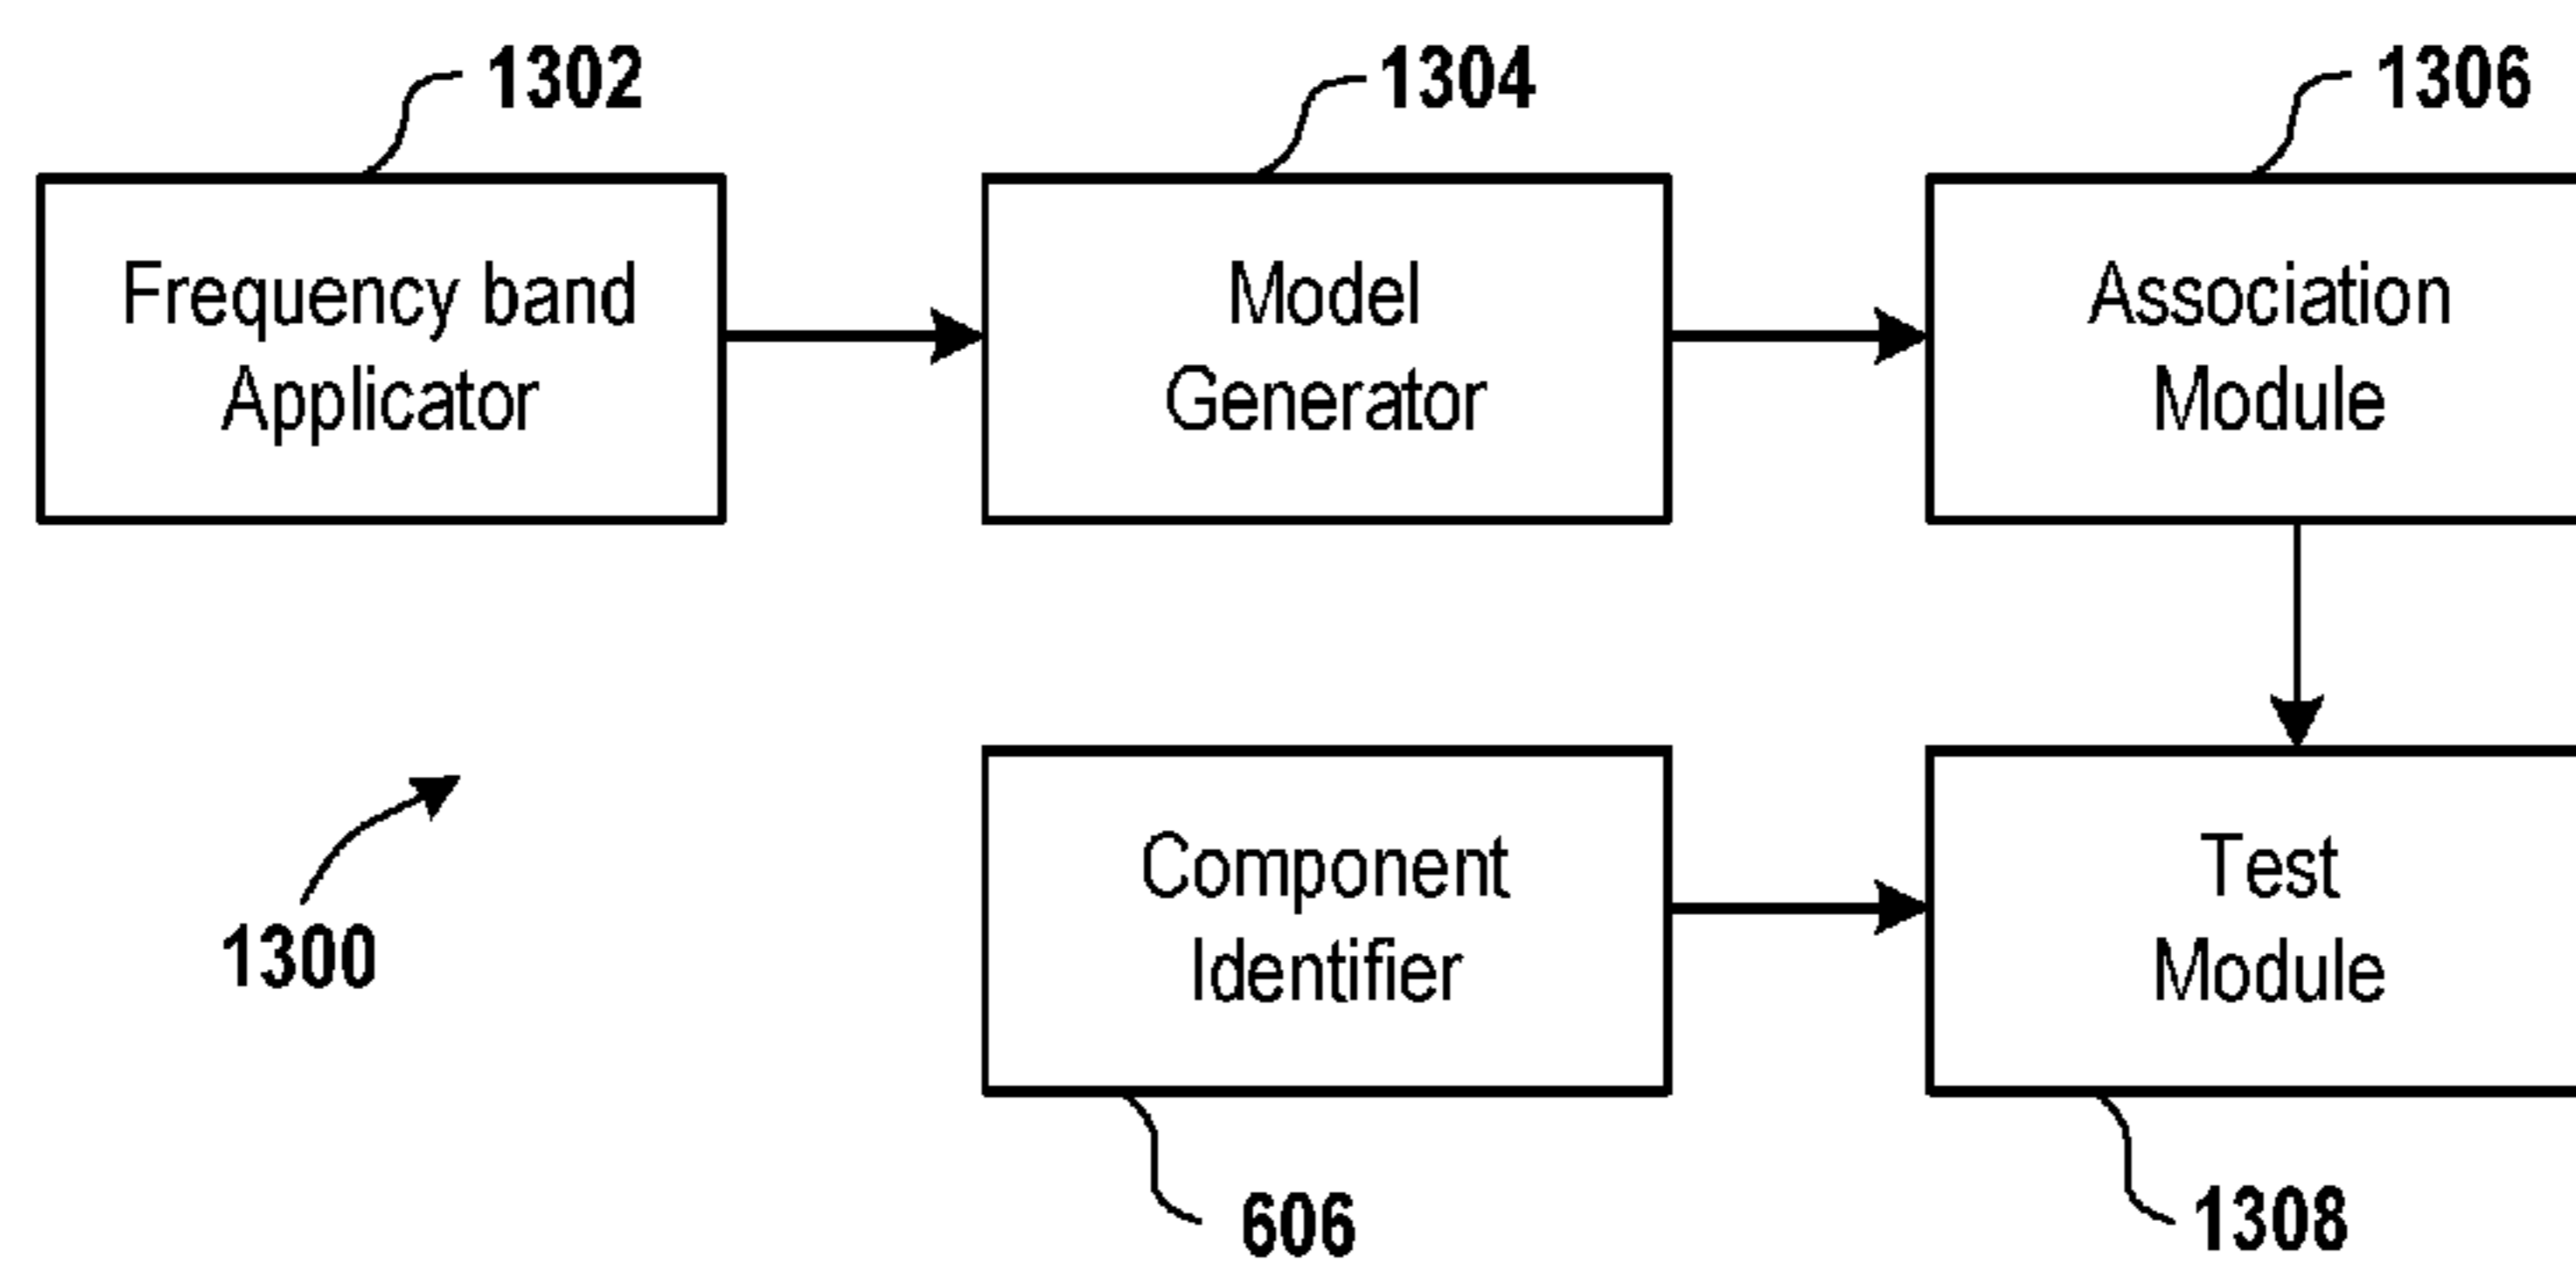 1302
1304
1306
Frequency band
Applicator
Model
Generator
Association
Module
1300
Component
Identifier
Test
Module
606
1308